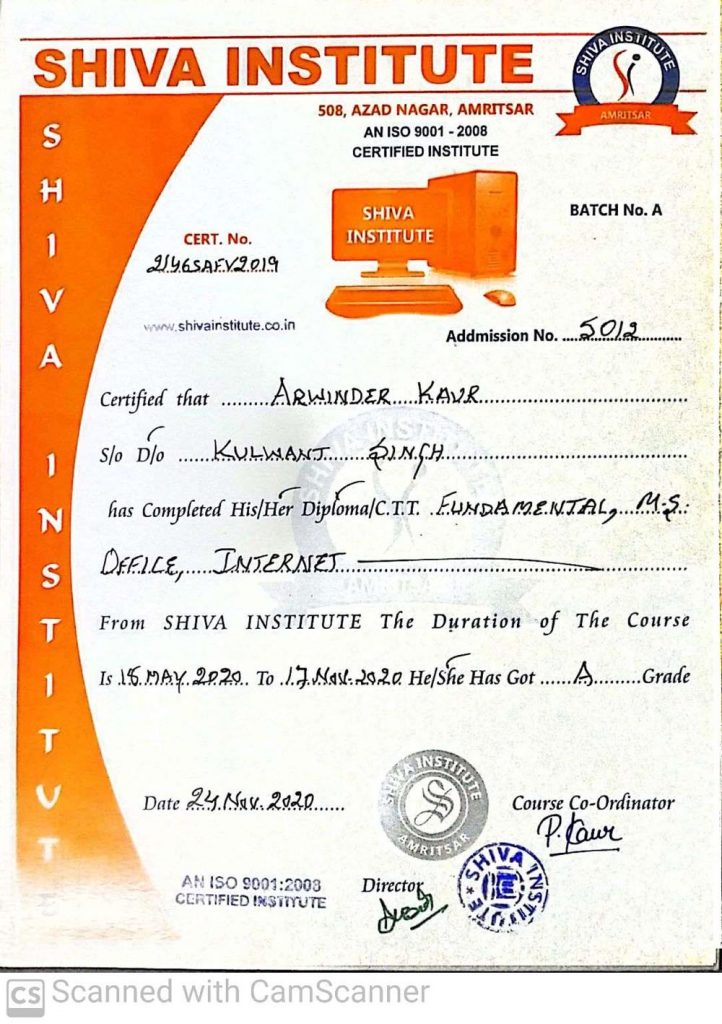 SHIVA INSTITUTE
SHIVA INSTITUTE
AMRITSAR
508, AZAD NAGAR, AMRITSAR
AN ISO 9001 - 2008
CERTIFIED INSTITUTE
SHIVA INSTITUTE
SHIVA
INSTITUTE
BATCH No. A
CERT. No.
2146SAFV2019
www.shivainstitute.co.in
Addmission No. ....5012..........
Certified that ........ARWINDER KAUR..............................
S/o D/o ......KULWANT SINGH..............................
has Completed His/Her Diploma/C.T.T. .FUNDAMENTAL, M.S.
OFFICE, INTERNET
From SHIVA INSTITUTE The Duration of The Course
Is .18.MAY.2020.. To .17.Nov.2020 He/She Has Got ......A.........Grade
SHIVA INSTITUTE
AMRITSAR
Date 24.Nov.2020......
Course Co-Ordinator
P. Kaur
AN ISO 9001:2008
CERTIFIED INSTITUTE
Director
SHIVA INSTITUTE
CS Scanned with CamScanner